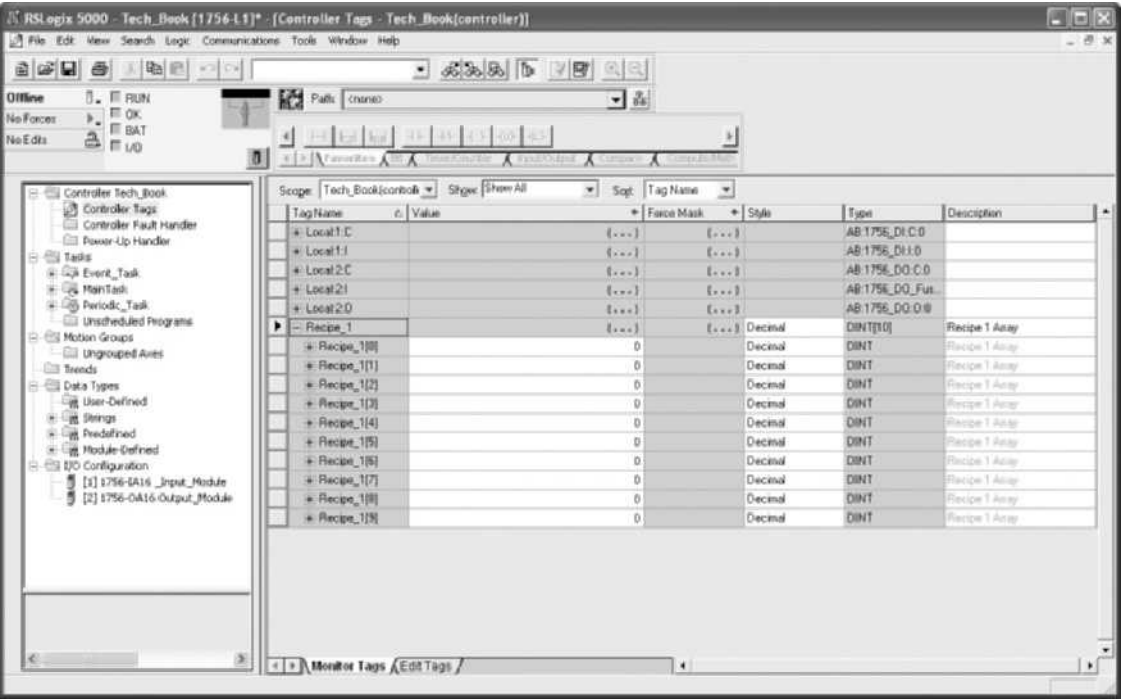 RSLogix 5000 - Tech_Book [1756-L1]* - [Controller Tags - Tech_Book(controller)]
File Edit View Search Logic Communications Tools Window Help
Offline
RUN
No Forces
OK
No Edits
BAT
I/O
Path: <none>
Favorites Timer/Counter Input/Output Compare Compute/Math
Controller Tech_Book
Controller Tags
Controller Fault Handler
Power-Up Handler
Tasks
Event_Task
MainTask
Periodic_Task
Unscheduled Programs
Motion Groups
Ungrouped Axes
Trends
Data Types
User-Defined
Strings
Predefined
Module-Defined
I/O Configuration
[1] 1756-IA16 _Input_Module
[2] 1756-OA16 Output_Module
Scope: Tech_Book(controll Show: Show All Sort: Tag Name
Tag Name Value Force Mask Style Type Description
+ Local:1:C {...} {...} AB:1756_DI:C:0
+ Local:1:I {...} {...} AB:1756_DI:I:0
+ Local:2:C {...} {...} AB:1756_DO:C:0
+ Local:2:I {...} {...} AB:1756_DO_Fus...
+ Local:2:O {...} {...} AB:1756_DO:O:0
- Recipe_1 {...} {...} Decimal DINT[10] Recipe 1 Array
+ Recipe_1[0] 0 Decimal DINT Recipe 1 Array
+ Recipe_1[1] 0 Decimal DINT Recipe 1 Array
+ Recipe_1[2] 0 Decimal DINT Recipe 1 Array
+ Recipe_1[3] 0 Decimal DINT Recipe 1 Array
+ Recipe_1[4] 0 Decimal DINT Recipe 1 Array
+ Recipe_1[5] 0 Decimal DINT Recipe 1 Array
+ Recipe_1[6] 0 Decimal DINT Recipe 1 Array
+ Recipe_1[7] 0 Decimal DINT Recipe 1 Array
+ Recipe_1[8] 0 Decimal DINT Recipe 1 Array
+ Recipe_1[9] 0 Decimal DINT Recipe 1 Array
Monitor Tags Edit Tags